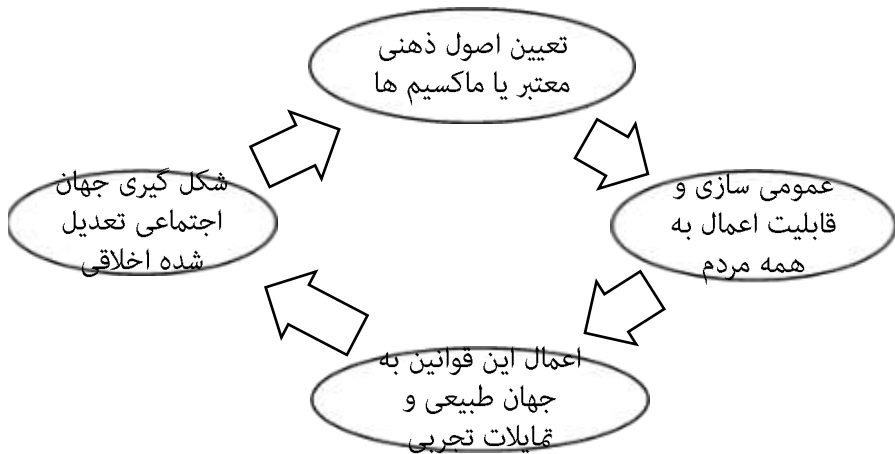 تعیین اصول ذهنی
معتبر یا ماکسیم ها
عمومی سازی و
قابلیت اعمال به
همه مردم
اعمال این قوانین به
جهان طبیعی و
تمایلات تجربی
شکل گیری جهان
اجتماعی تعدیل
شده اخلاقی